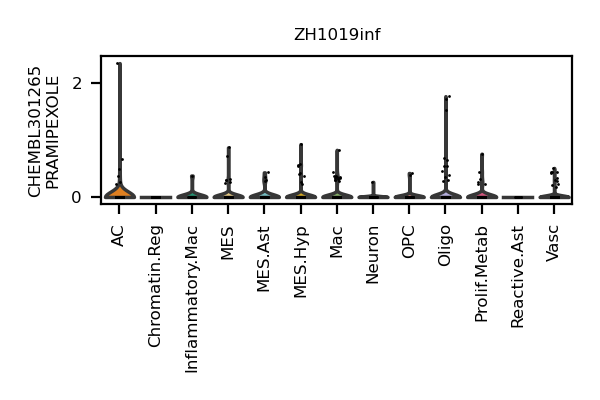 ZH1019inf
CHEMBL301265
PRAMIPEXOLE
2
0
AC
Chromatin.Reg
Inflammatory.Mac
MES
MES.Ast
MES.Hyp
Mac
Neuron
OPC
Oligo
Prolif.Metab
Reactive.Ast
Vasc